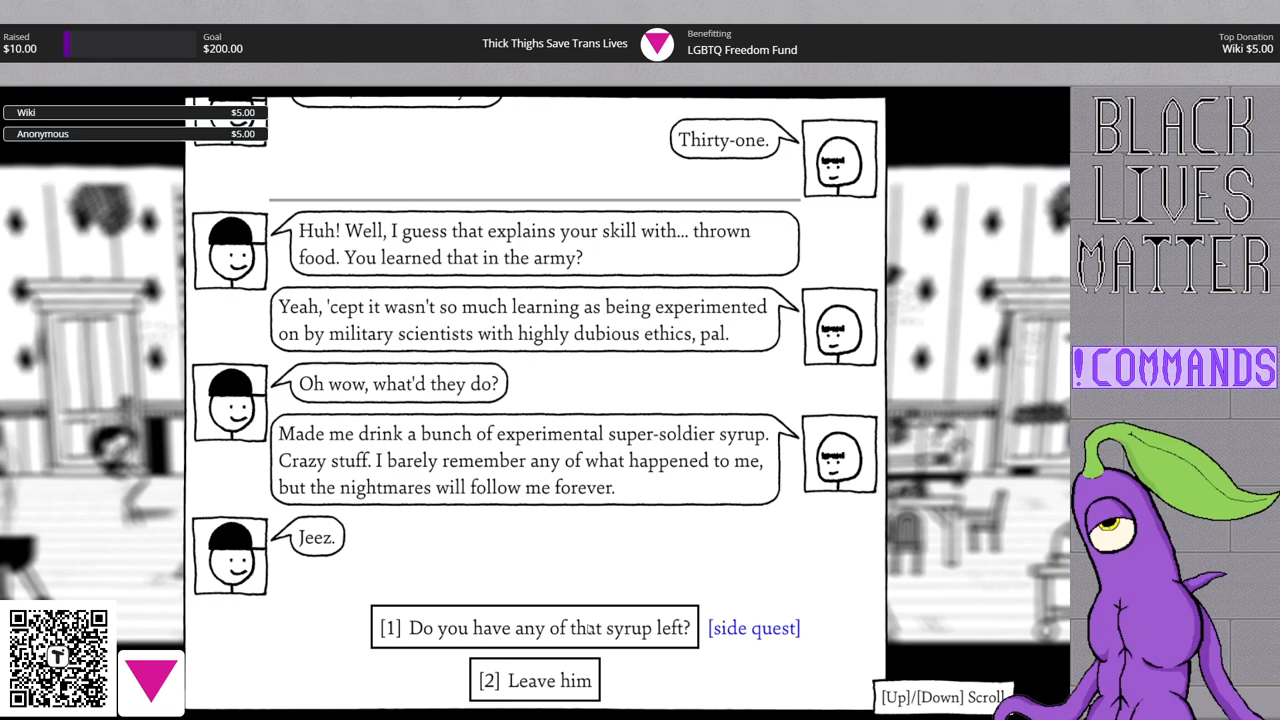 Raised
$10.00
Goal
$200.00
Thick Thighs Save Trans Lives
Benefitting
LGBTQ Freedom Fund
Top Donation
Wiki $5.00
Wiki $5.00
Anonymous $5.00
Thirty-one.
Huh! Well, I guess that explains your skill with... thrown
food. You learned that in the army?
Yeah, 'cept it wasn't so much learning as being experimented
on by military scientists with highly dubious ethics, pal.
Oh wow, what'd they do?
Made me drink a bunch of experimental super-soldier syrup.
Crazy stuff. I barely remember any of what happened to me,
but the nightmares will follow me forever.
Jeez.
[1] Do you have any of that syrup left? [side quest]
[2] Leave him
[Up]/[Down] Scroll
BLACK
LIVES
MATTER
!COMMANDS